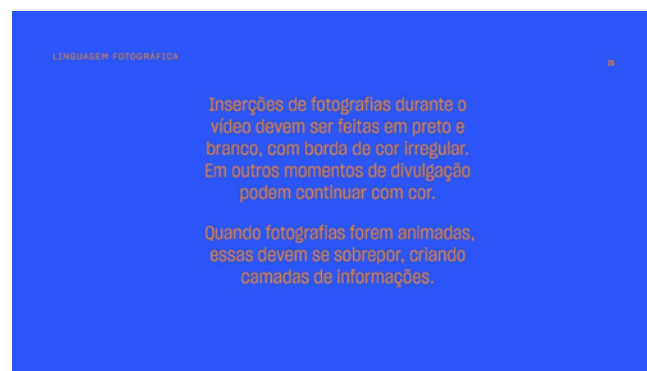 LINGUAGEM FOTOGRÁFICA
Inserções de fotografias durante o
vídeo devem ser feitas em preto e
branco, com borda de cor irregular.
Em outros momentos de divulgação
podem continuar com cor.
Quando fotografias forem animadas,
essas devem se sobrepor, criando
camadas de informações.